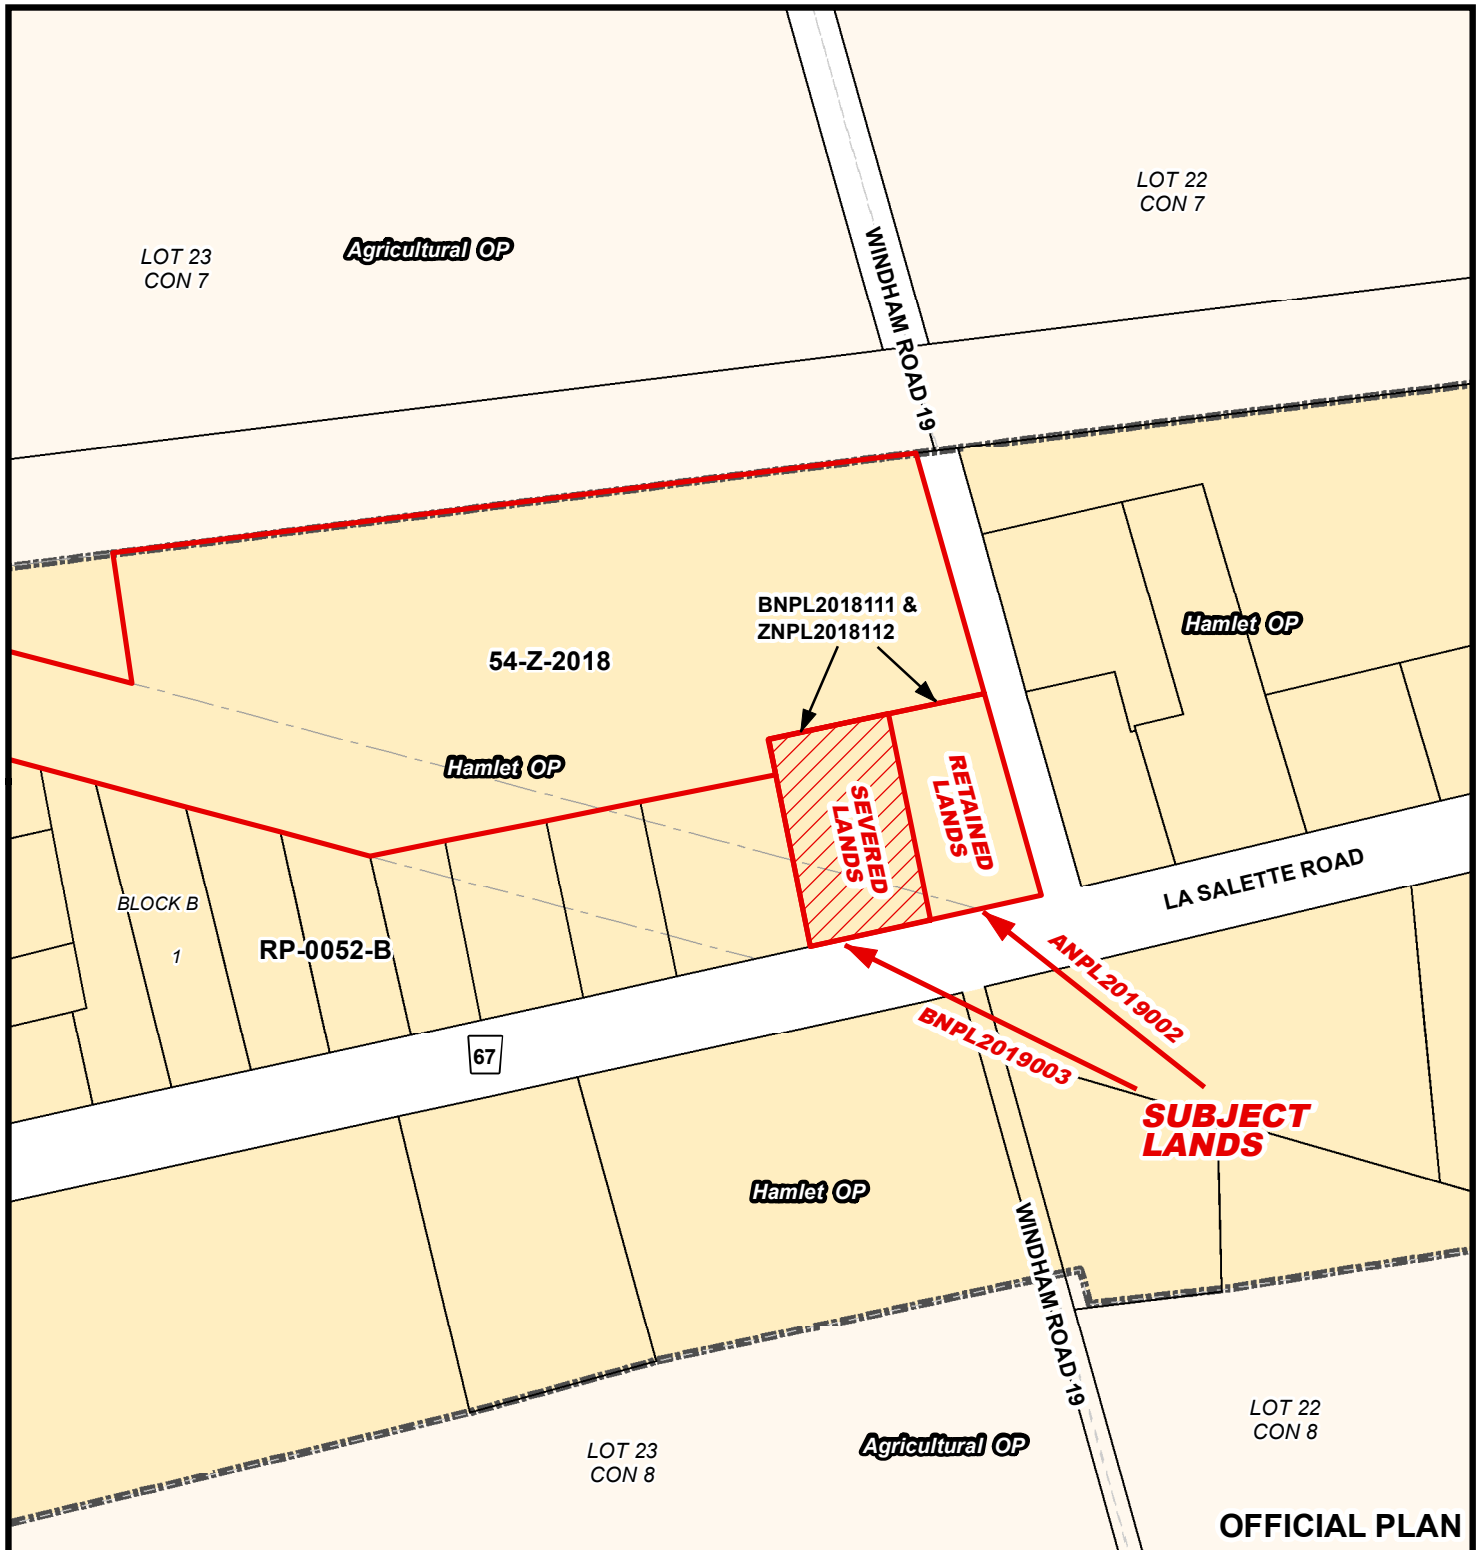 LOT 22
CON 7
LOT 23
CON 7
Agricultural OP
WINDHAM ROAD 19
BNPL2018111 &
ZNPL2018112
Hamlet OP
54-Z-2018
Hamlet OP
SEVERED
LANDS
RETAINED
LANDS
LA SALETTE ROAD
BLOCK B
1
RP-0052-B
ANPL2019002
BNPL2019003
67
SUBJECT
LANDS
Hamlet OP
WINDHAM ROAD 19
LOT 22
CON 8
LOT 23
CON 8
Agricultural OP
OFFICIAL PLAN